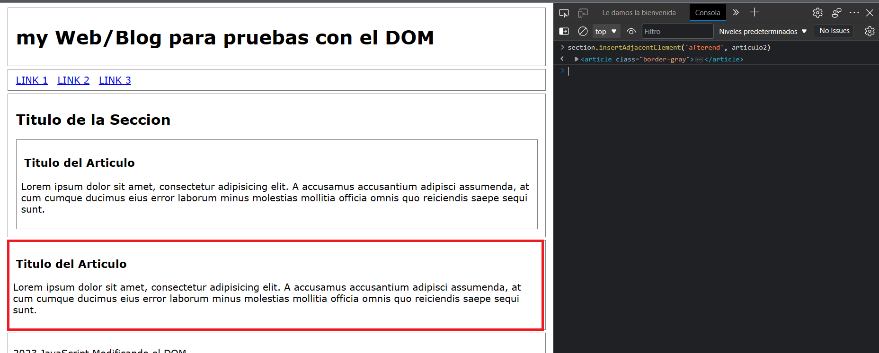 my Web/Blog para pruebas con el DOM
LINK 1 LINK 2 LINK 3
Titulo de la Seccion
Titulo del Articulo
Lorem ipsum dolor sit amet, consectetur adipisicing elit. A accusamus accusantium adipisci assumenda, at
cum cumque ducimus eius error laborum minus molestias mollitia officia omnis quo reiciendis saepe sequi
sunt.
Titulo del Articulo
Lorem ipsum dolor sit amet, consectetur adipisicing elit. A accusamus accusantium adipisci assumenda, at
cum cumque ducimus eius error laborum minus molestias mollitia officia omnis quo reiciendis saepe sequi
sunt.
2023 JavaScript Modificando el DOM
Le damos la bienvenida Consola
top Filtro Niveles predeterminados No Issues
section.insertAdjacentElement('afterend', articulo2)
<article class="border-gray">…</article>